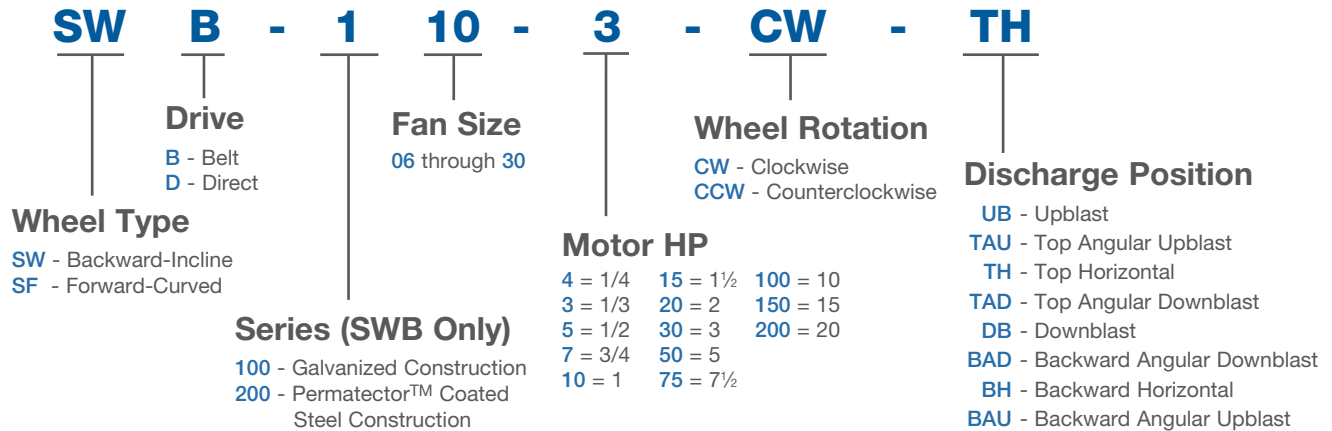 SW B - 1 10 - 3 - CW - TH
Drive
B - Belt
D - Direct
Wheel Type
SW - Backward-Incline
SF - Forward-Curved
Series (SWB Only)
100 - Galvanized Construction
200 - Permatector™ Coated
Steel Construction
Fan Size
06 through 30
Motor HP
4 = 1/4 15 = 1½ 100 = 10
3 = 1/3 20 = 2 150 = 15
5 = 1/2 30 = 3 200 = 20
7 = 3/4 50 = 5
10 = 1 75 = 7½
Wheel Rotation
CW - Clockwise
CCW - Counterclockwise
Discharge Position
UB - Upblast
TAU - Top Angular Upblast
TH - Top Horizontal
TAD - Top Angular Downblast
DB - Downblast
BAD - Backward Angular Downblast
BH - Backward Horizontal
BAU - Backward Angular Upblast